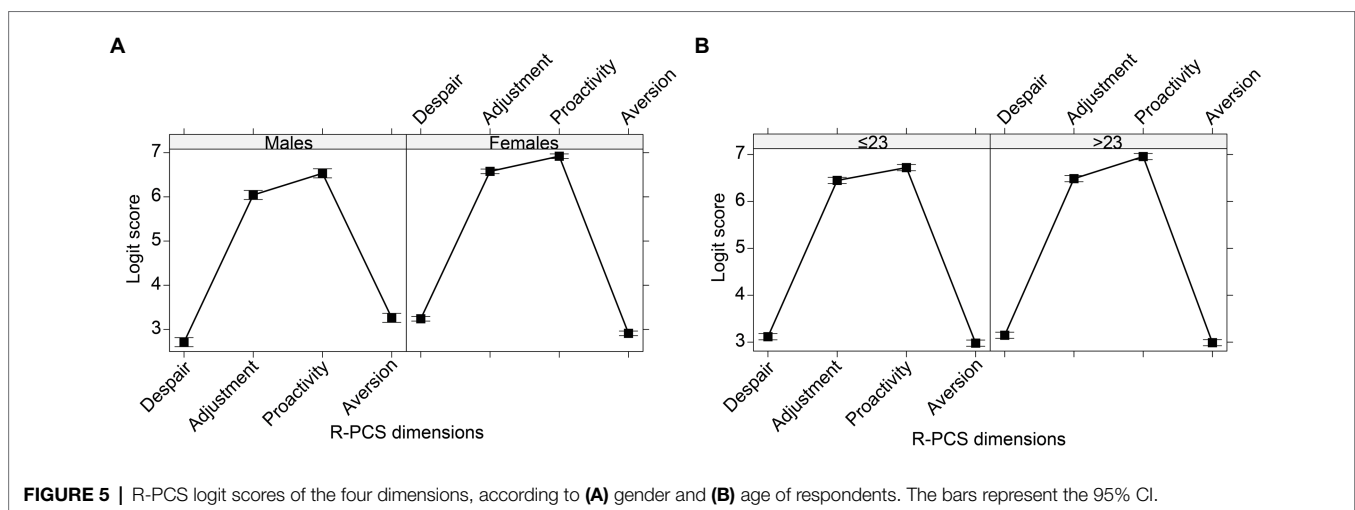 A
B
Despair
Adjustment
Proactivity
Aversion
Despair
Adjustment
Proactivity
Aversion
Males
Females
≤23
>23
7
6
5
4
3
Logit score
7
6
5
4
3
Logit score
Despair
Adjustment
Proactivity
Aversion
Despair
Adjustment
Proactivity
Aversion
R-PCS dimensions
R-PCS dimensions
FIGURE 5 | R-PCS logit scores of the four dimensions, according to (A) gender and (B) age of respondents. The bars represent the 95% CI.